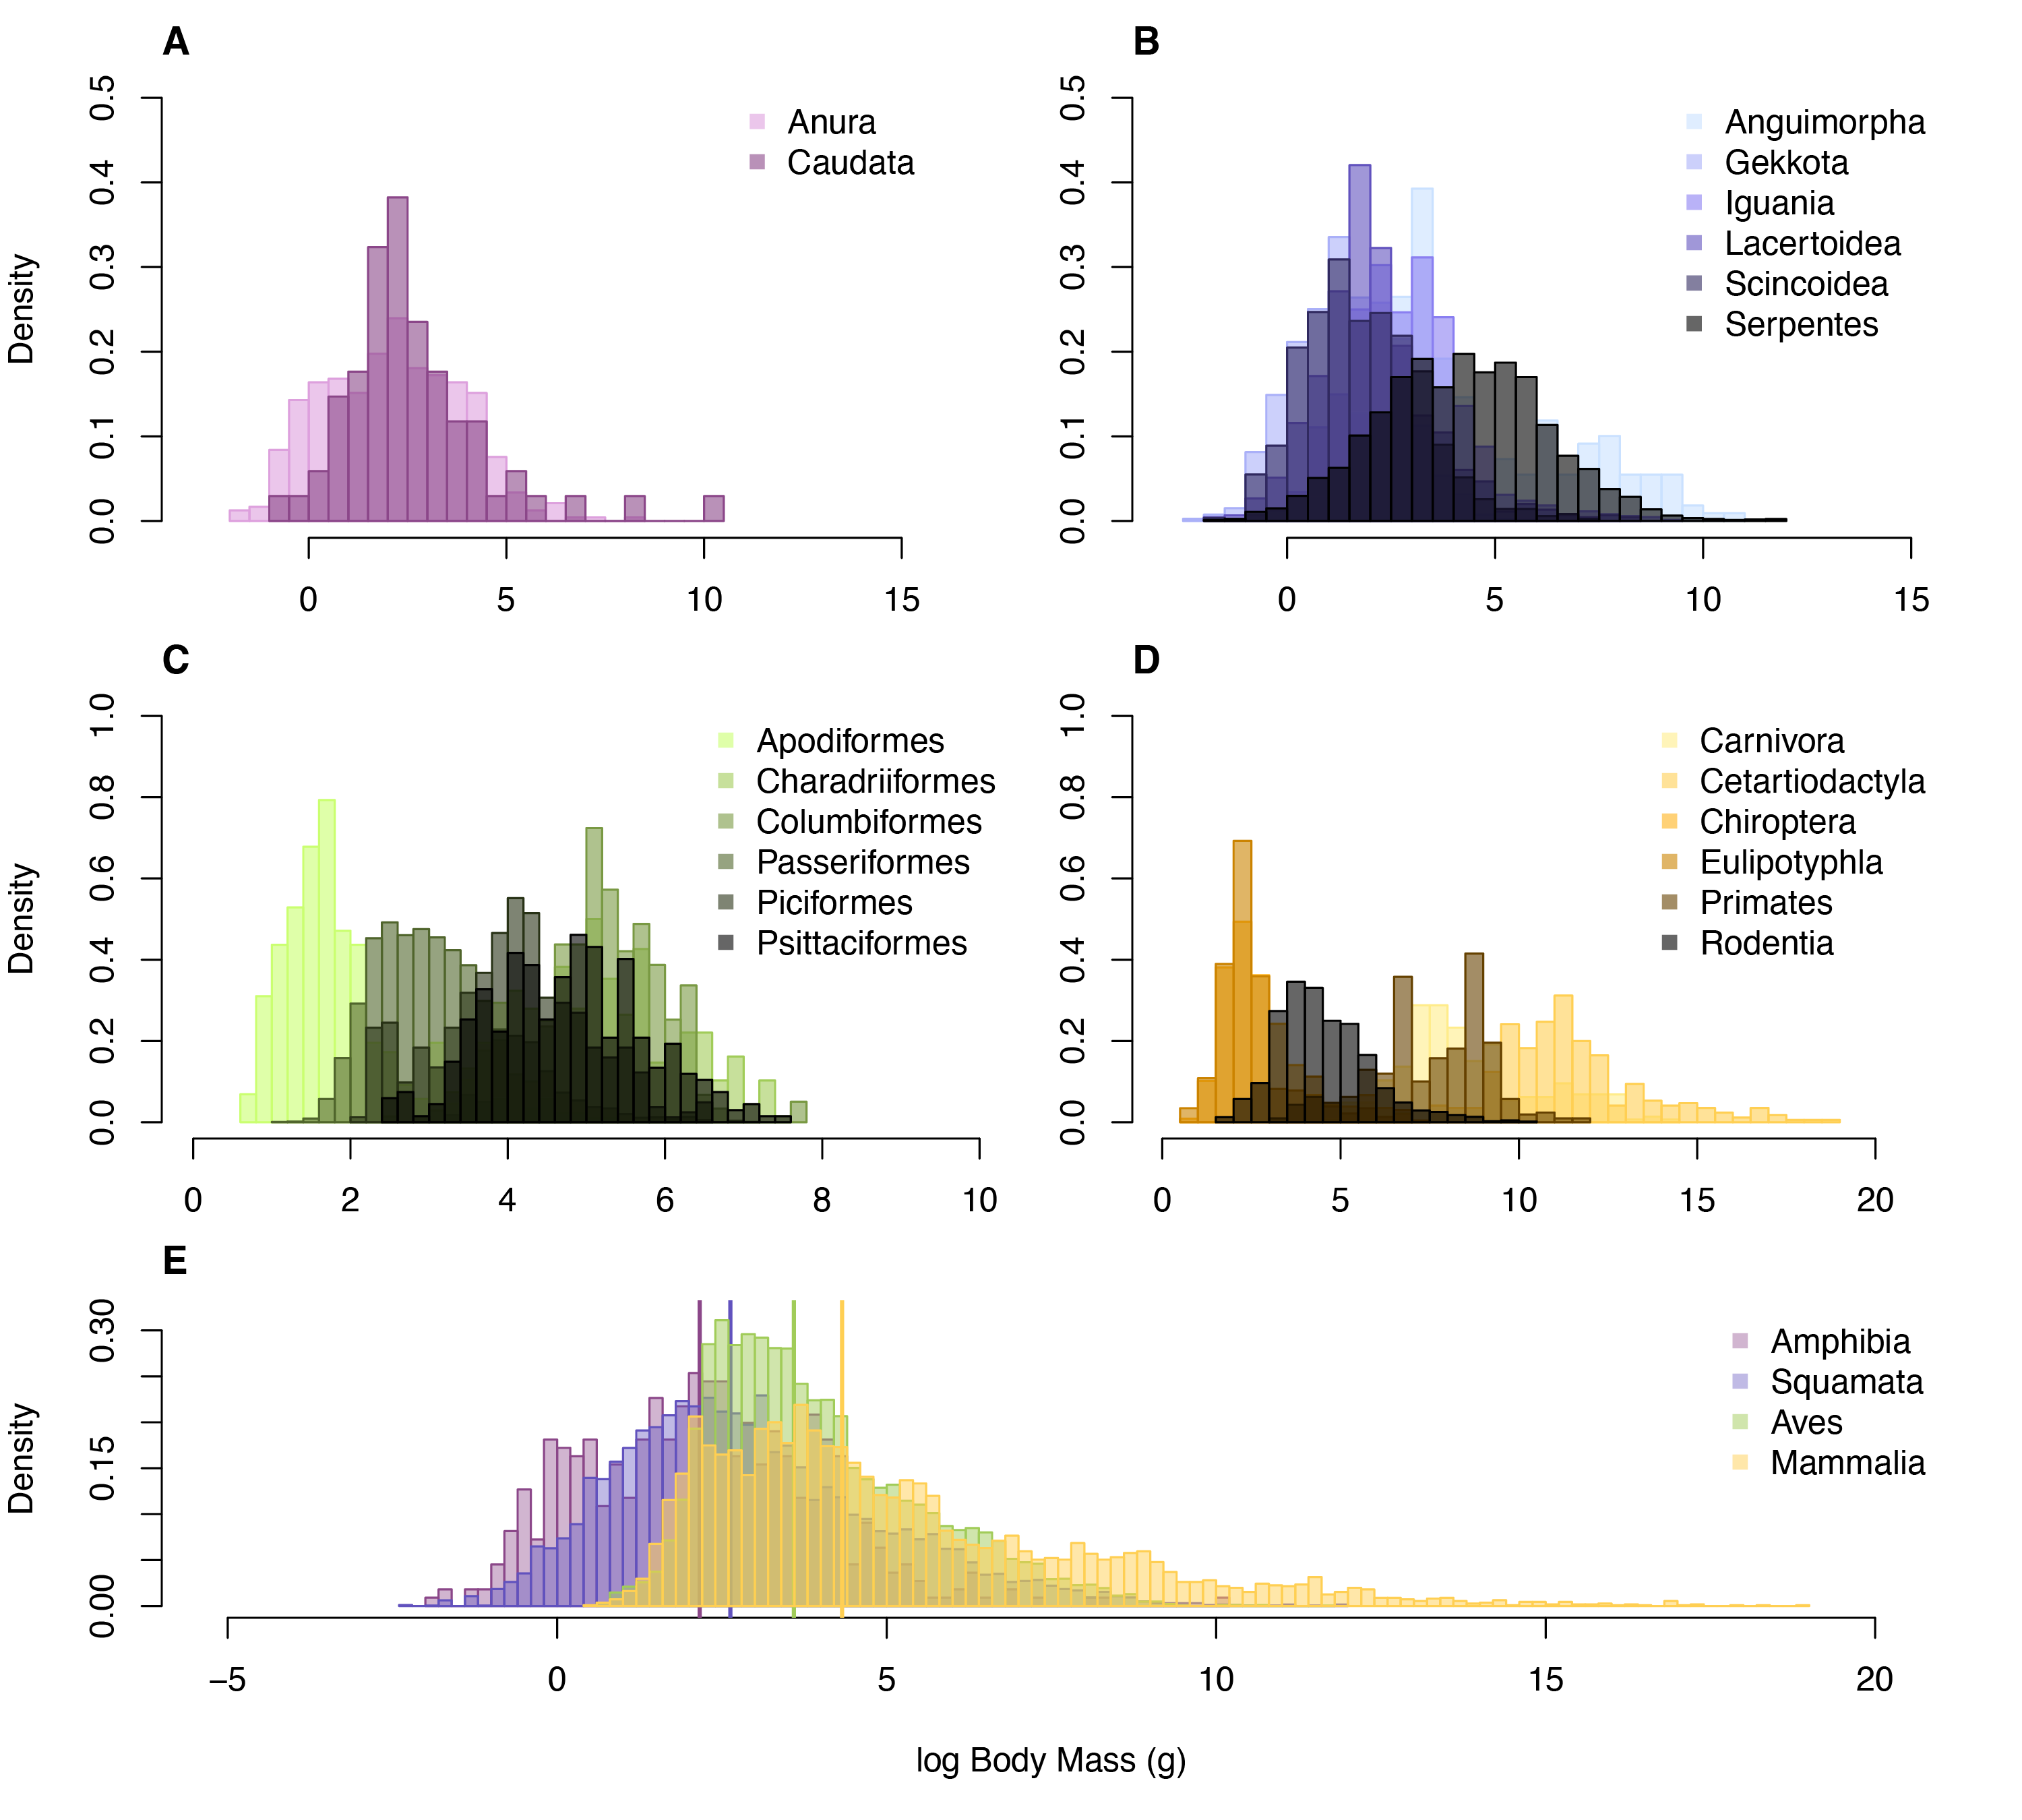 A
Density
0.0 0.1 0.2 0.3 0.4 0.5
Anura
Caudata
0 5 10 15
B
0.0 0.1 0.2 0.3 0.4 0.5
Anguimorpha
Gekkota
Iguania
Lacertoidea
Scincoidea
Serpentes
0 5 10 15
C
Density
0.0 0.2 0.4 0.6 0.8 1.0
Apodiformes
Charadriiformes
Columbiformes
Passeriformes
Piciformes
Psittaciformes
0 2 4 6 8 10
D
0.0 0.2 0.4 0.6 0.8 1.0
Carnivora
Cetartiodactyla
Chiroptera
Eulipotyphla
Primates
Rodentia
0 5 10 15 20
E
Density
0.00 0.15 0.30
Amphibia
Squamata
Aves
Mammalia
−5 0 5 10 15 20
log Body Mass (g)